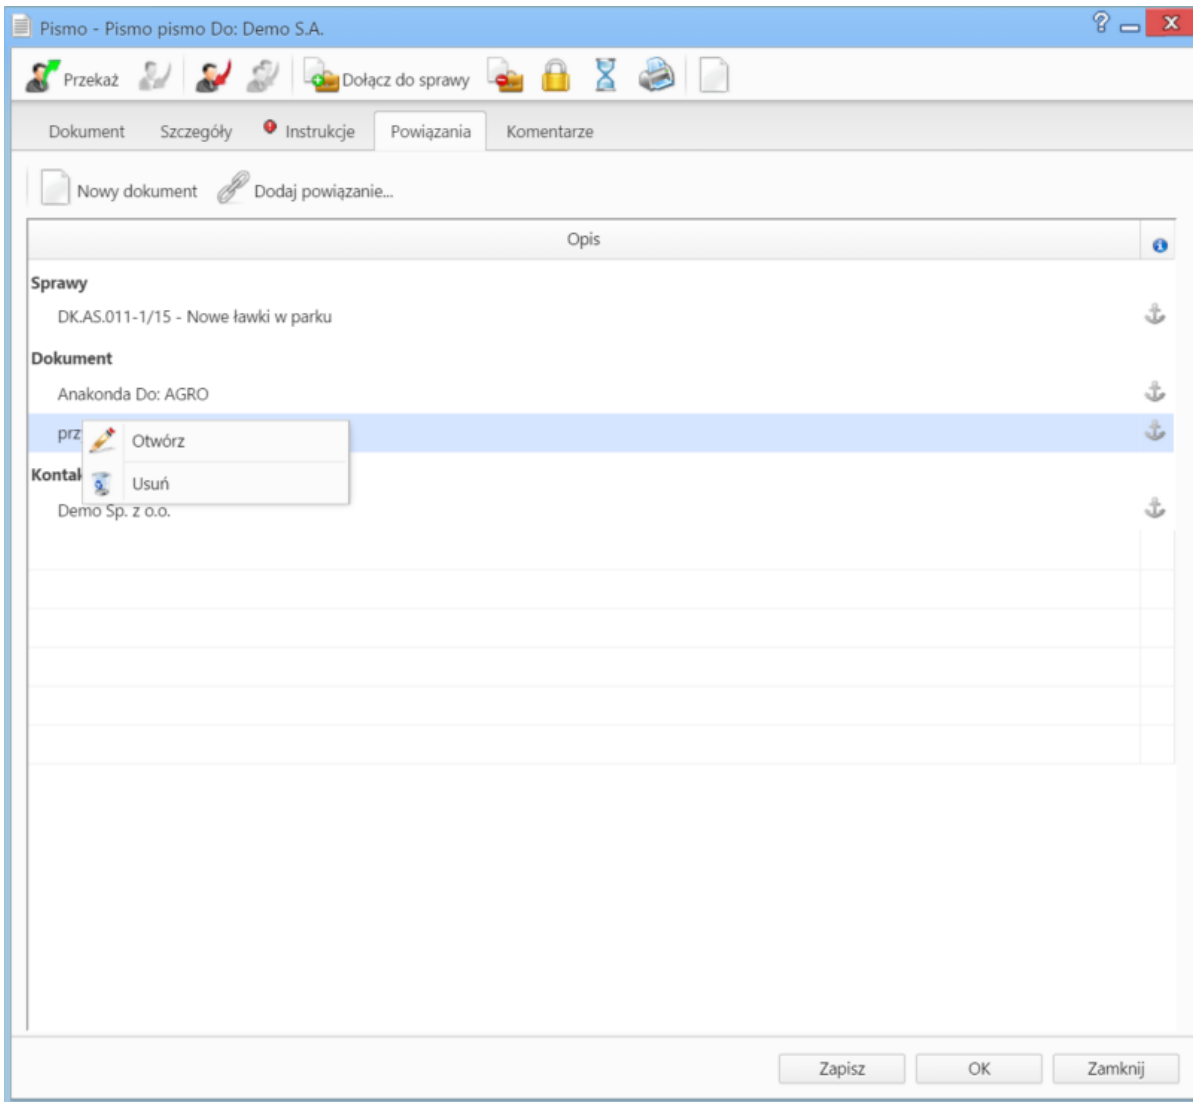 Pismo - Pismo pismo Do: Demo S.A.
Przekaż Dołącz do sprawy
Dokument Szczegóły Instrukcje Powiązania Komentarze
Nowy dokument Dodaj powiązanie...
Opis
Sprawy
DK.AS.011-1/15 - Nowe ławki w parku
Dokument
Anakonda Do: AGRO
Otwórz
Usuń
Demo Sp. z o.o.
Zapisz OK Zamknij